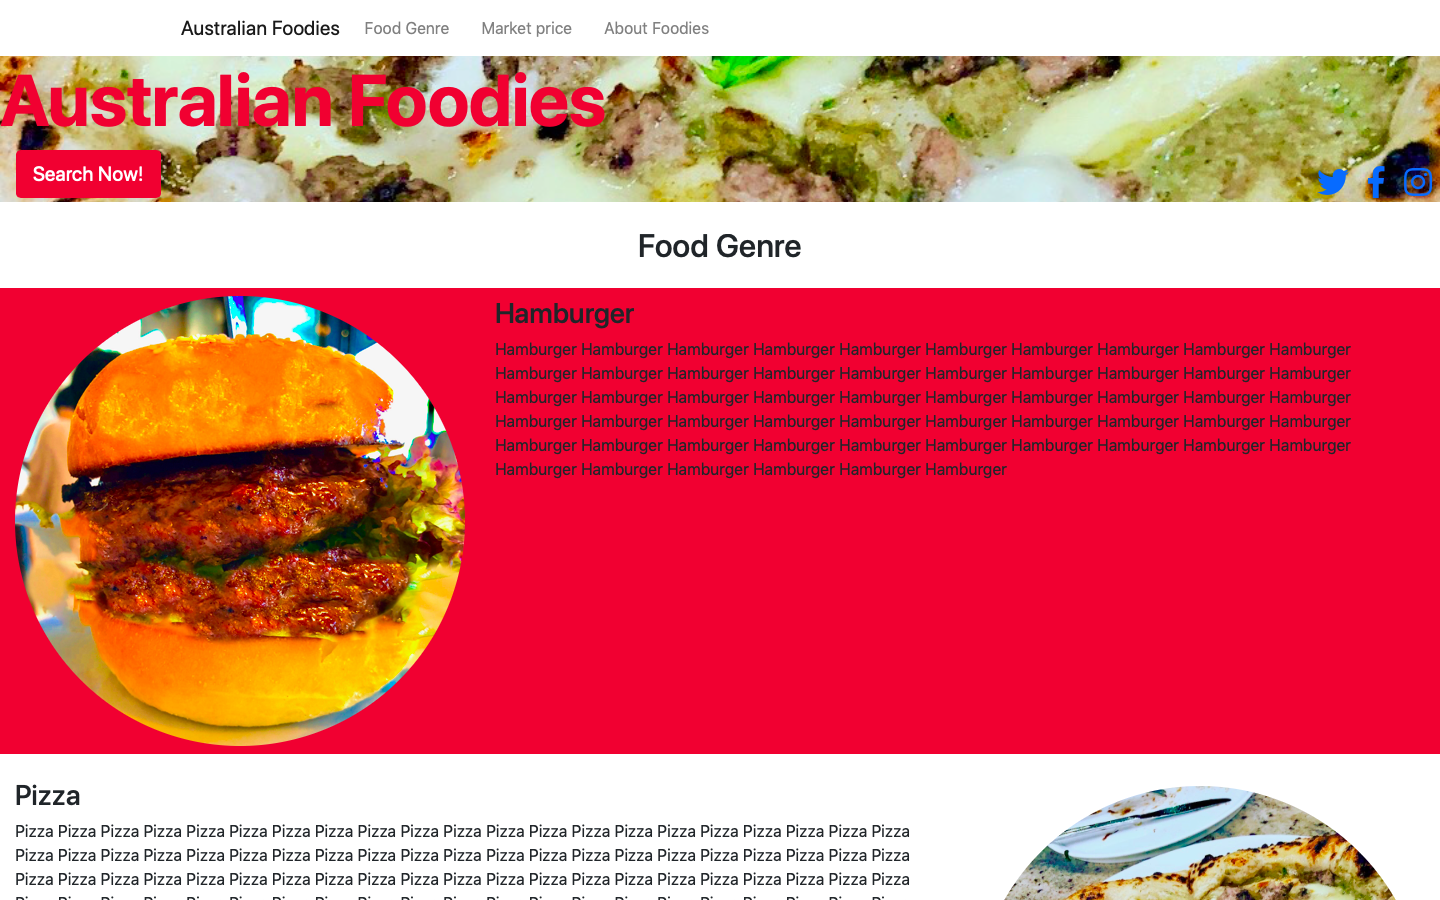 Australian Foodies Food Genre Market price About Foodies
Australian Foodies
Search Now!
Food Genre
Hamburger
Hamburger Hamburger Hamburger Hamburger Hamburger Hamburger Hamburger Hamburger Hamburger Hamburger
Hamburger Hamburger Hamburger Hamburger Hamburger Hamburger Hamburger Hamburger Hamburger Hamburger
Hamburger Hamburger Hamburger Hamburger Hamburger Hamburger Hamburger Hamburger Hamburger Hamburger
Hamburger Hamburger Hamburger Hamburger Hamburger Hamburger Hamburger Hamburger Hamburger Hamburger
Hamburger Hamburger Hamburger Hamburger Hamburger Hamburger Hamburger Hamburger Hamburger Hamburger
Hamburger Hamburger Hamburger Hamburger Hamburger Hamburger
Pizza
Pizza Pizza Pizza Pizza Pizza Pizza Pizza Pizza Pizza Pizza Pizza Pizza Pizza Pizza Pizza Pizza Pizza Pizza Pizza Pizza Pizza
Pizza Pizza Pizza Pizza Pizza Pizza Pizza Pizza Pizza Pizza Pizza Pizza Pizza Pizza Pizza Pizza Pizza Pizza Pizza Pizza Pizza
Pizza Pizza Pizza Pizza Pizza Pizza Pizza Pizza Pizza Pizza Pizza Pizza Pizza Pizza Pizza Pizza Pizza Pizza Pizza Pizza Pizza